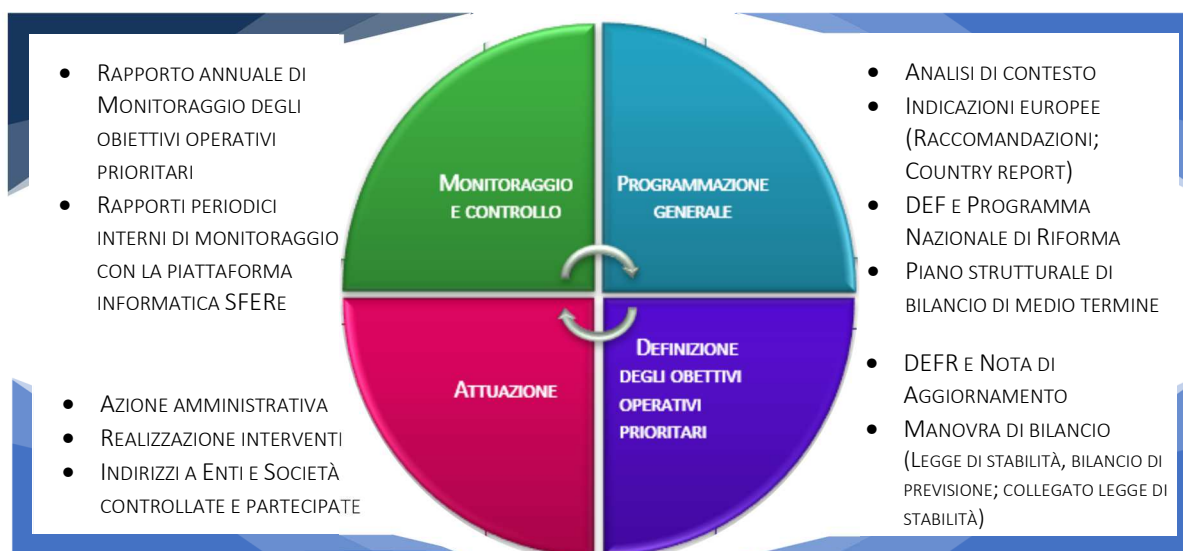 • RAPPORTO ANNUALE DI
MONITORAGGIO DEGLI
OBIETTIVI OPERATIVI
PRIORITARI
• RAPPORTI PERIODICI
INTERNI DI MONITORAGGIO
CON LA PIATTAFORMA
INFORMATICA SFERE
MONITORAGGIO
E CONTROLLO
PROGRAMMAZIONE
GENERALE
• ANALISI DI CONTESTO
• INDICAZIONI EUROPEE
(RACCOMANDAZIONI;
COUNTRY REPORT)
• DEF E PROGRAMMA
NAZIONALE DI RIFORMA
• PIANO STRUTTURALE DI
BILANCIO DI MEDIO TERMINE
• AZIONE AMMINISTRATIVA
• REALIZZAZIONE INTERVENTI
• INDIRIZZI A ENTI E SOCIETÀ
CONTROLLATE E PARTECIPATE
ATTUAZIONE
DEFINIZIONE
DEGLI OBETTIVI
OPERATIVI
PRIORITARI
• DEFR E NOTA DI
AGGIORNAMENTO
• MANOVRA DI BILANCIO
(LEGGE DI STABILITÀ, BILANCIO DI
PREVISIONE; COLLEGATO LEGGE DI
STABILITÀ)